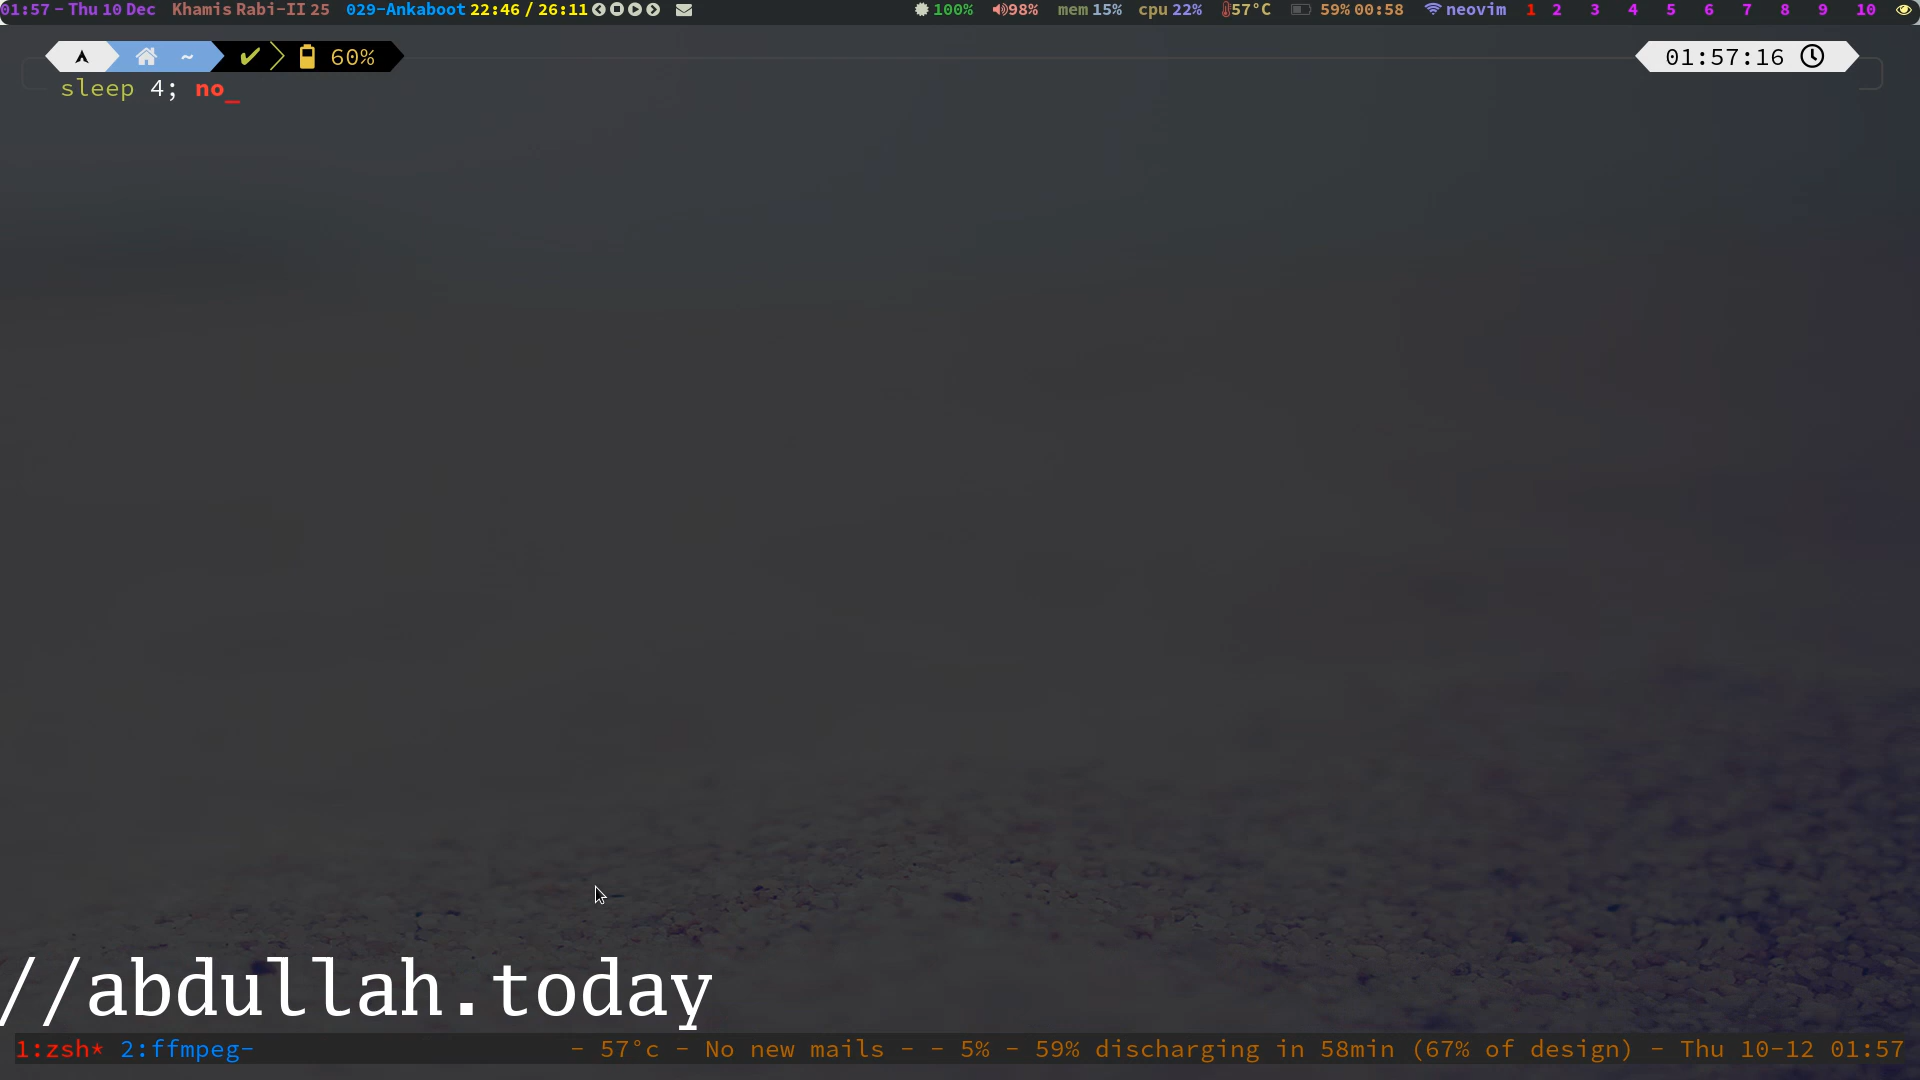 01:57 - Thu 10 Dec Khamis Rabi-II 25 029-Ankaboot 22:46 / 26:11 100% 98% mem 15% cpu 22% 57°C 59% 00:58 neovim 1 2 3 4 5 6 7 8 9 10
~ ✔ 60% 01:57:16
sleep 4; no_
//abdullah.today
1:zsh* 2:ffmpeg- - 57°c - No new mails - - 5% - 59% discharging in 58min (67% of design) - Thu 10-12 01:57